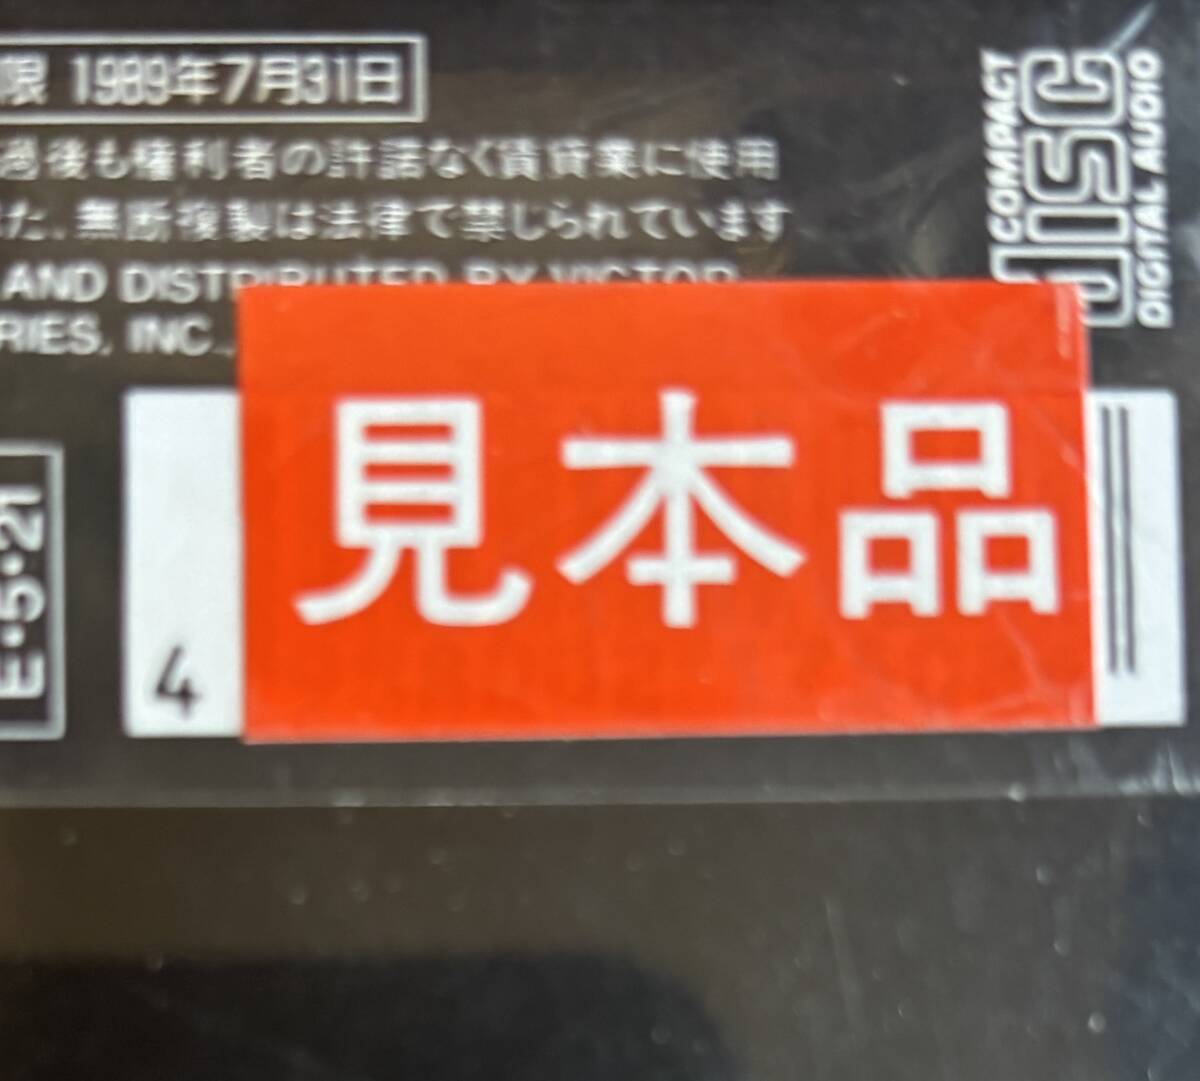 限 1989年7月31日
過後も権利者の許諾なく賃貸業に使用
た。無断複製は法律で禁じられています
AND DISTRIBUTED BY VICTOR
RIES, INC.,
COMPACT
DISC
DIGITAL AUDIO
見本品
4
E·5·21